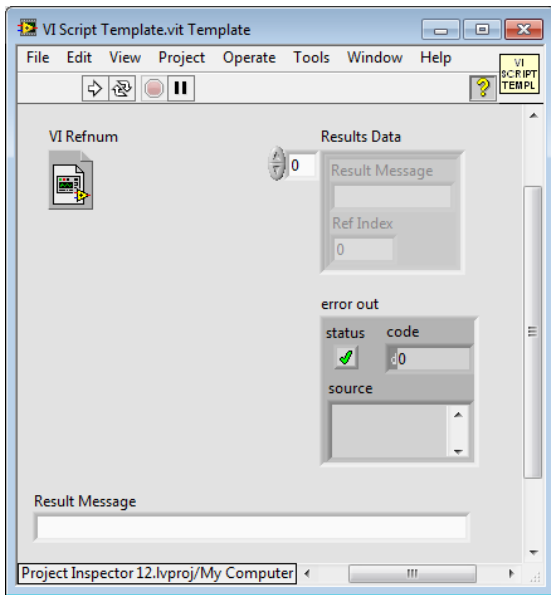 VI Script Template.vit Template
File Edit View Project Operate Tools Window Help
VI
SCRIPT
TEMPL
VI Refnum
Results Data
0
Result Message
Ref Index
0
error out
status code
d0
source
Result Message
Project Inspector 12.lvproj/My Computer